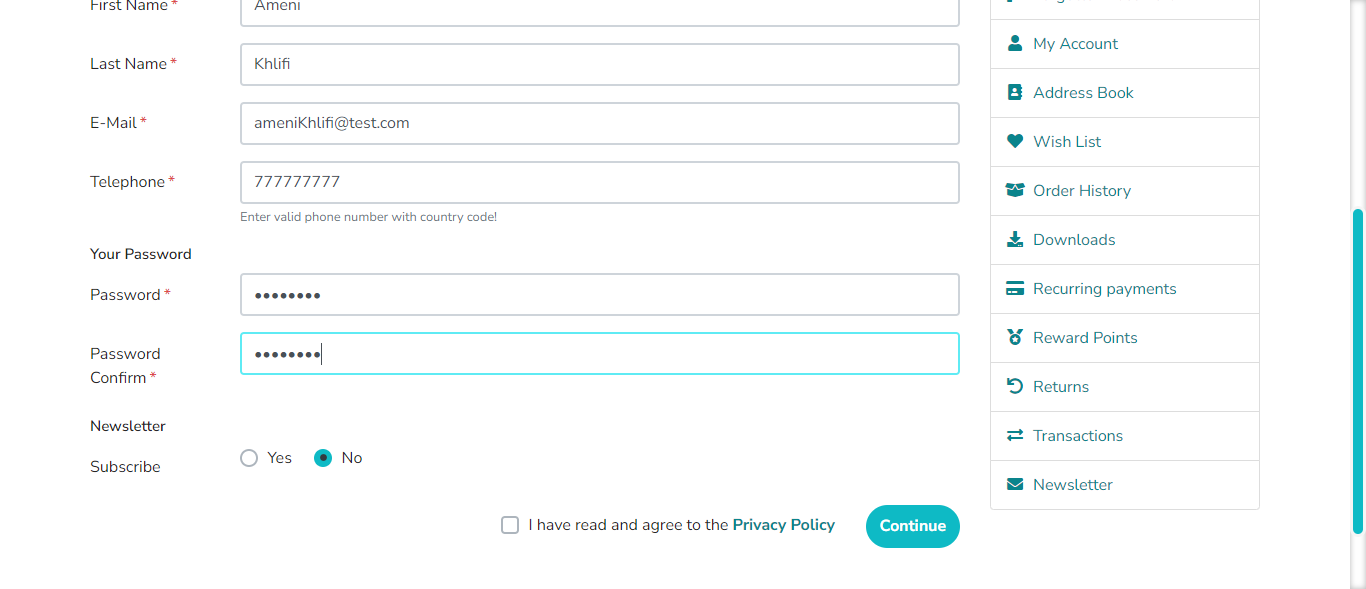 First Name *
Ameni
Last Name *
Khlifi
E-Mail *
ameniKhlifi@test.com
Telephone *
777777777
Enter valid phone number with country code!
Your Password
Password *
••••••••
Password
Confirm *
••••••••
Newsletter
Subscribe
Yes
No
I have read and agree to the Privacy Policy
Continue
My Account
Address Book
Wish List
Order History
Downloads
Recurring payments
Reward Points
Returns
Transactions
Newsletter